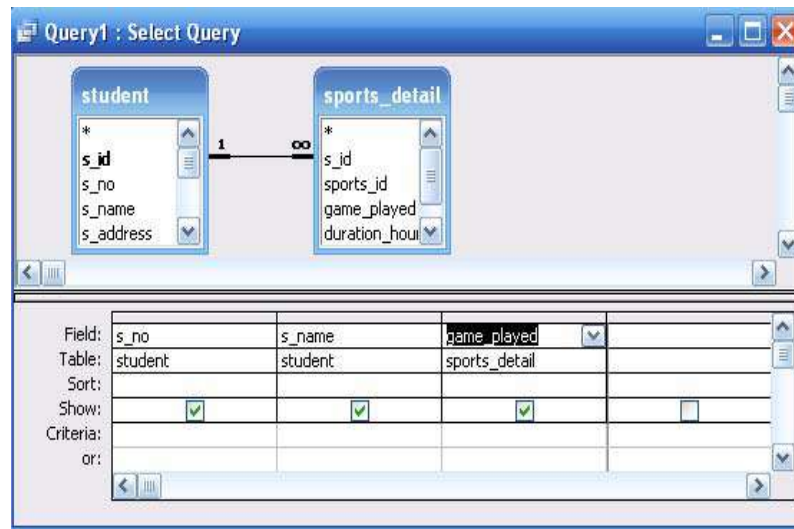 Query1 : Select Query
student
*
s_id
s_no
s_name
s_address
1 ∞
sports_detail
*
s_id
sports_id
game_played
duration_hour
Field: s_no s_name game_played
Table: student student sports_detail
Sort:
Show:
Criteria:
or: